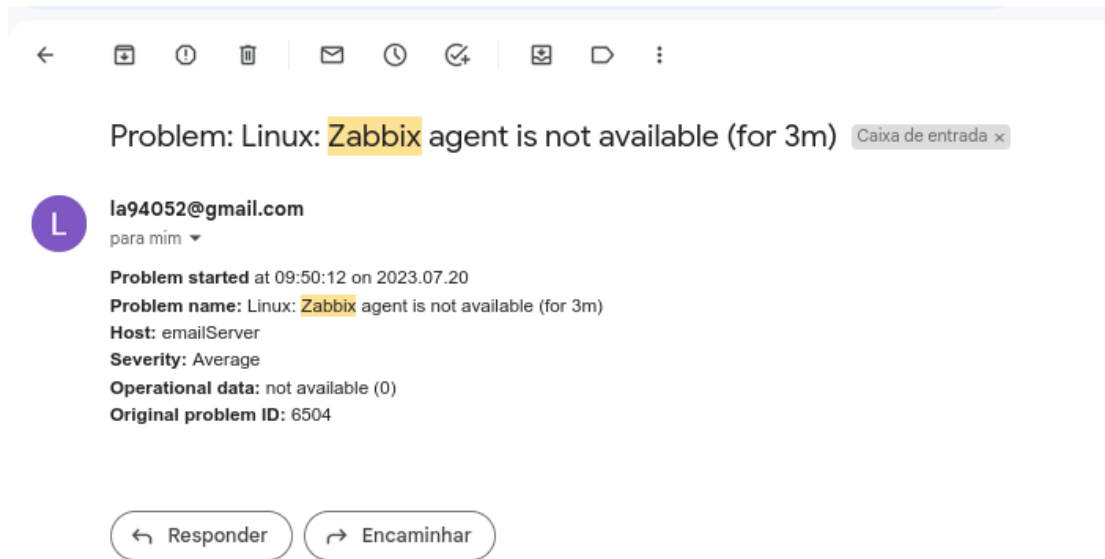 Problem: Linux: Zabbix agent is not available (for 3m) Caixa de entrada ×
L
la94052@gmail.com
para mim
Problem started at 09:50:12 on 2023.07.20
Problem name: Linux: Zabbix agent is not available (for 3m)
Host: emailServer
Severity: Average
Operational data: not available (0)
Original problem ID: 6504
Responder Encaminhar